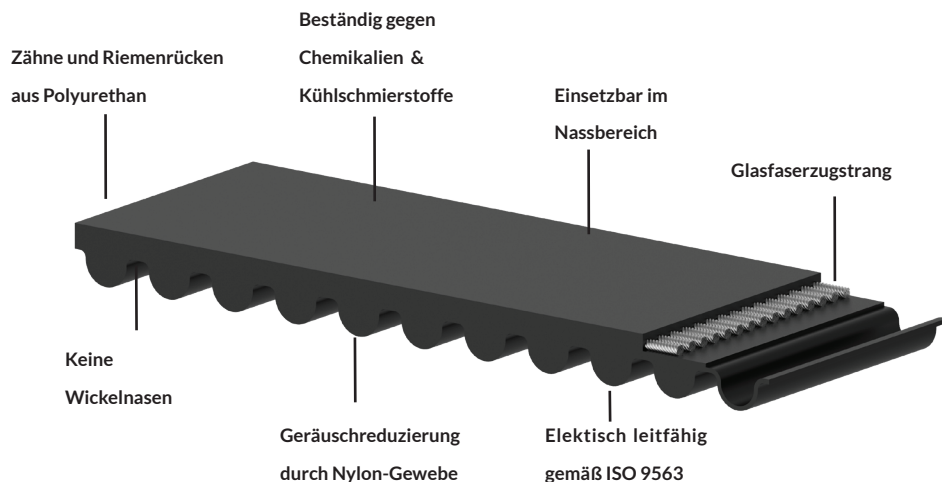 Zähne und Riemenrücken
aus Polyurethan
Beständig gegen
Chemikalien &
Kühlschmierstoffe
Einsetzbar im
Nassbereich
Glasfaserzugstrang
Keine
Wickelnasen
Geräuschreduzierung
durch Nylon-Gewebe
Elektisch leitfähig
gemäß ISO 9563